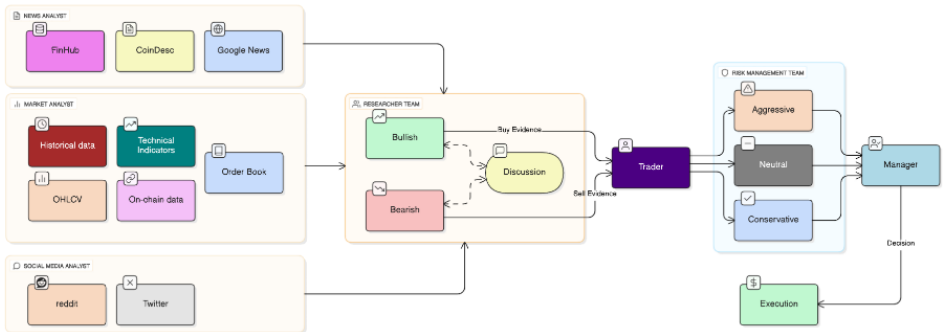 NEWS ANALYST
FinHub
CoinDesc
Google News
MARKET ANALYST
Historical data
Technical
Indicators
Order Book
OHLCV
On-chain data
SOCIAL MEDIA ANALYST
reddit
Twitter
RESEARCHER TEAM
Bullish
Bearish
Discussion
Buy Evidence
Sell Evidence
Trader
RISK MANAGEMENT TEAM
Aggressive
Neutral
Conservative
Manager
Decision
Execution